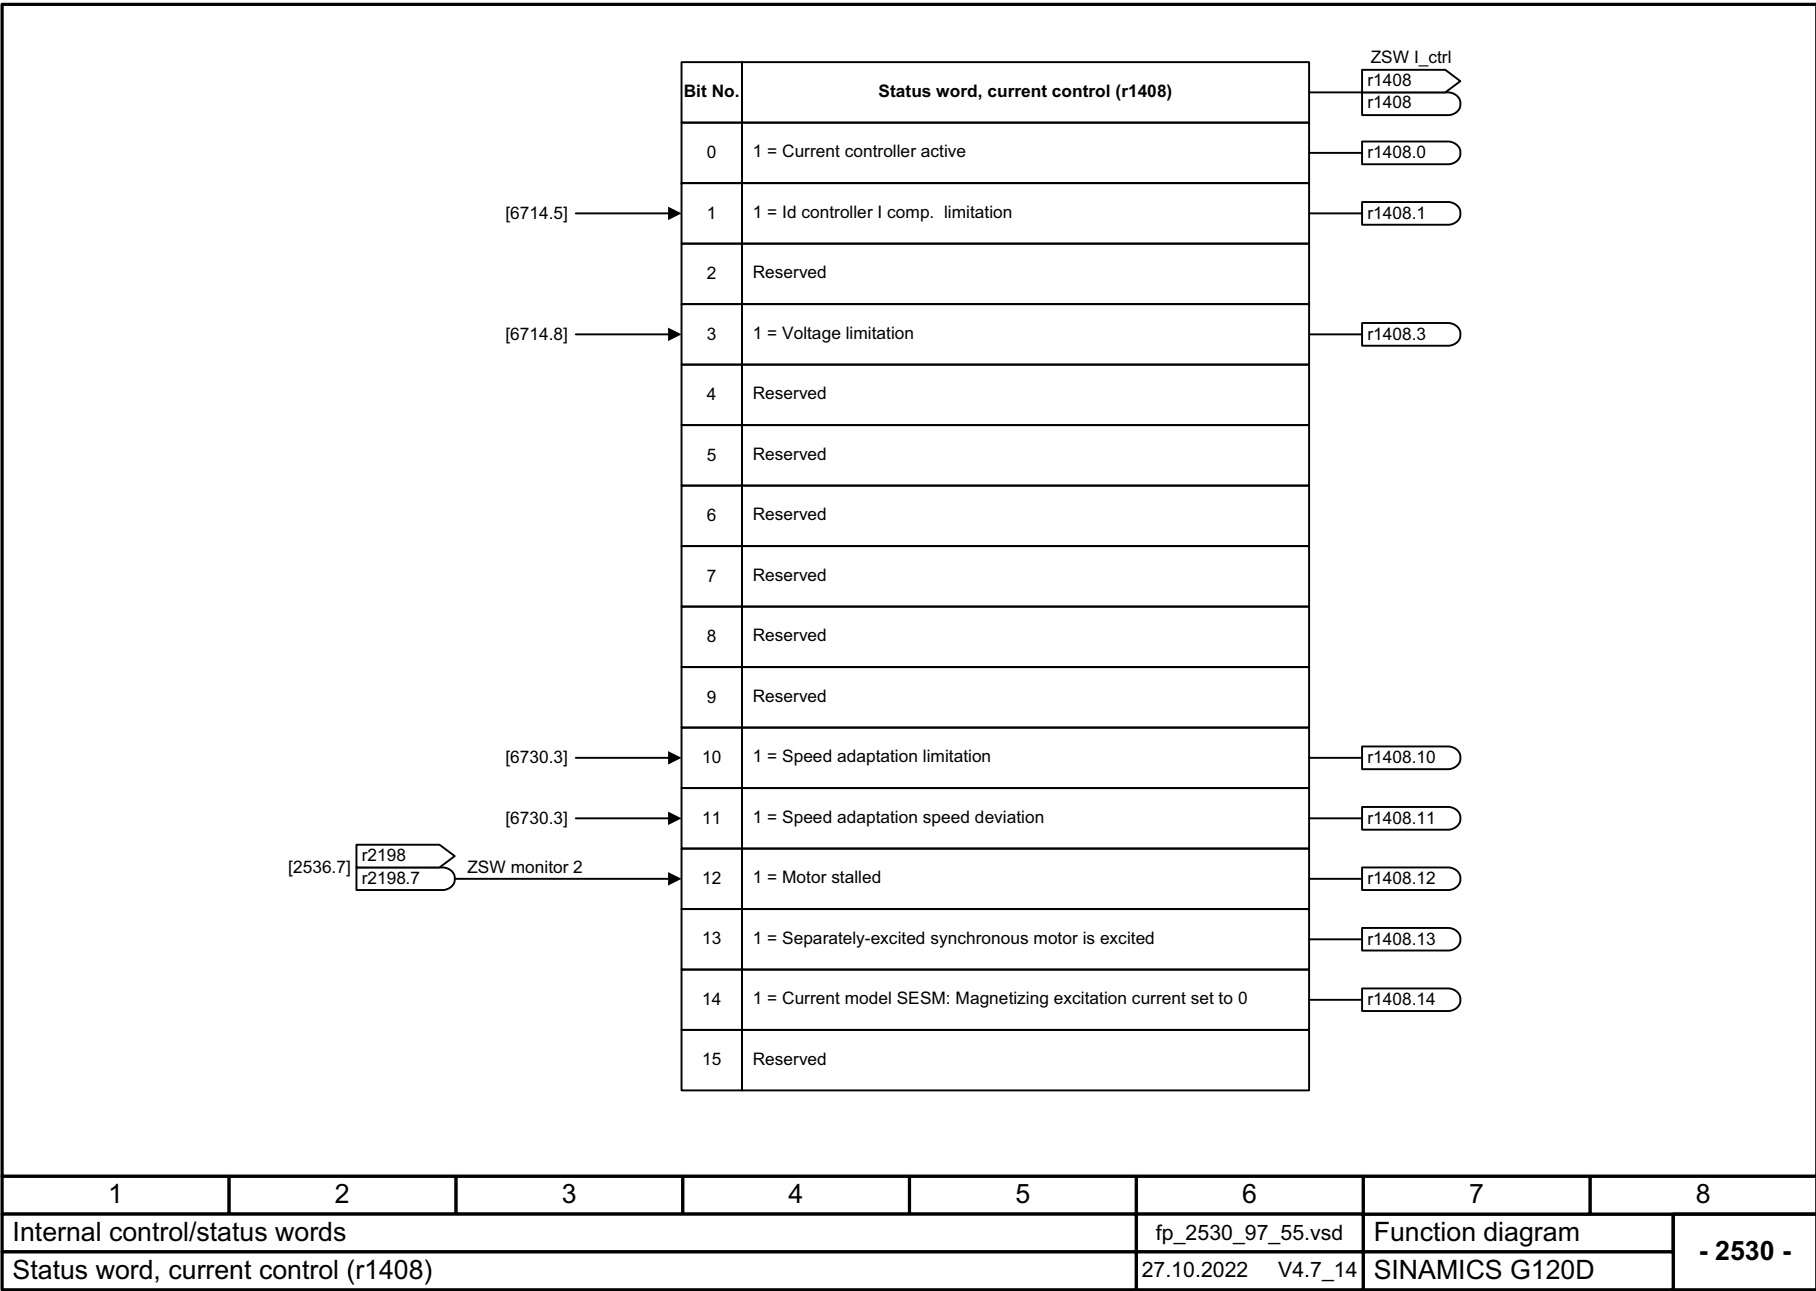 ZSW I_ctrl
Bit No. Status word, current control (r1408) r1408
r1408
0 1 = Current controller active r1408.0
[6714.5] 1 1 = Id controller I comp. limitation r1408.1
2 Reserved
[6714.8] 3 1 = Voltage limitation r1408.3
4 Reserved
5 Reserved
6 Reserved
7 Reserved
8 Reserved
9 Reserved
[6730.3] 10 1 = Speed adaptation limitation r1408.10
[6730.3] 11 1 = Speed adaptation speed deviation r1408.11
r2198
[2536.7] ZSW monitor 2
r2198.7 12 1 = Motor stalled r1408.12
13 1 = Separately-excited synchronous motor is excited r1408.13
14 1 = Current model SESM: Magnetizing excitation current set to 0 r1408.14
15 Reserved
1 2 3 4 5 6 7 8
Internal control/status words fp_2530_97_55.vsd Function diagram - 2530 -
Status word, current control (r1408) 27.10.2022 V4.7_14 SINAMICS G120D